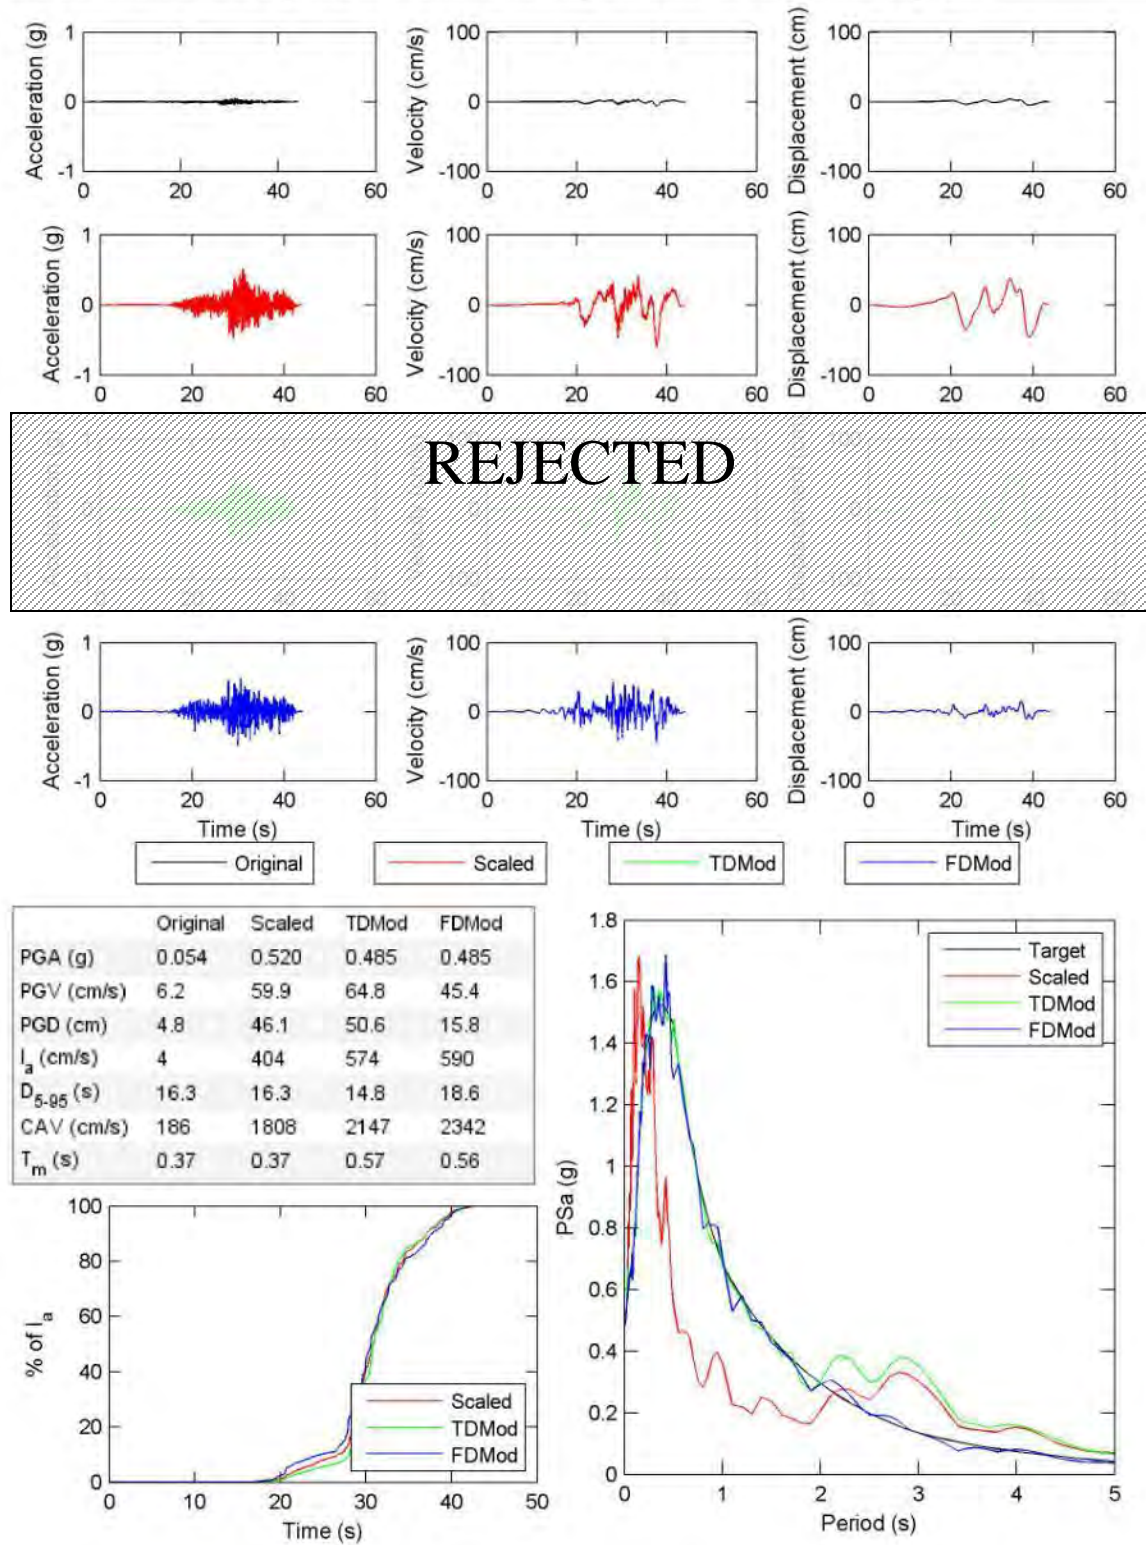 Acceleration (g)
1
0
-1
0 20 40 60
Velocity (cm/s)
100
0
-100
0 20 40 60
Displacement (cm)
100
0
-100
0 20 40 60
Acceleration (g)
1
0
-1
0 20 40 60
Velocity (cm/s)
100
0
-100
0 20 40 60
Displacement (cm)
100
0
-100
0 20 40 60
REJECTED
Acceleration (g)
1
0
-1
0 20 40 60
Time (s)
Velocity (cm/s)
100
0
-100
0 20 40 60
Time (s)
Displacement (cm)
100
0
-100
0 20 40 60
Time (s)
Original Scaled TDMod FDMod
Original Scaled TDMod FDMod
PGA (g) 0.054 0.520 0.485 0.485
PGV (cm/s) 6.2 59.9 64.8 45.4
PGD (cm) 4.8 46.1 50.6 15.8
Ia (cm/s) 4 404 574 590
D5-95 (s) 16.3 16.3 14.8 18.6
CAV (cm/s) 186 1808 2147 2342
Tm (s) 0.37 0.37 0.57 0.56
% of Ia
100
80
60
40
20
0
0 10 20 30 40 50
Time (s)
Scaled
TDMod
FDMod
PSa (g)
1.8
1.6
1.4
1.2
1
0.8
0.6
0.4
0.2
0
0 1 2 3 4 5
Period (s)
Target
Scaled
TDMod
FDMod